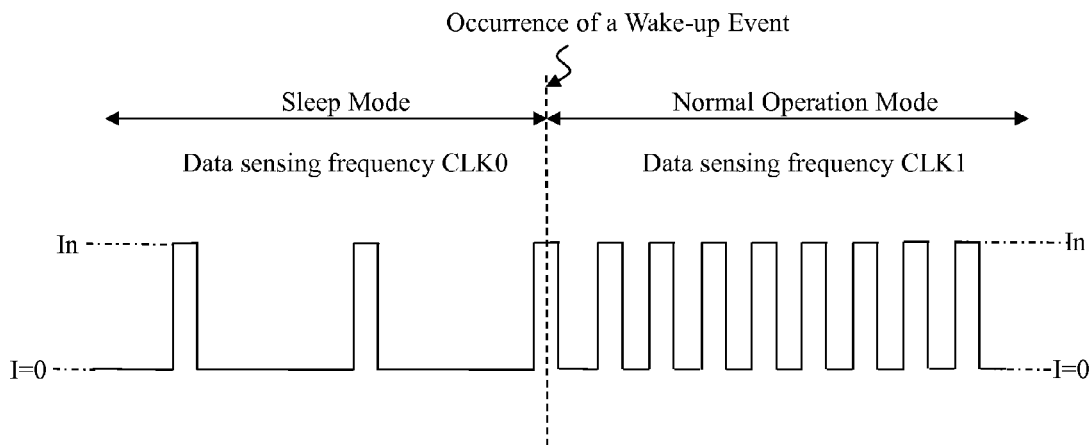 Occurrence of a Wake-up Event
Sleep Mode
Normal Operation Mode
Data sensing frequency CLK0
Data sensing frequency CLK1
In
In
I=0
I=0